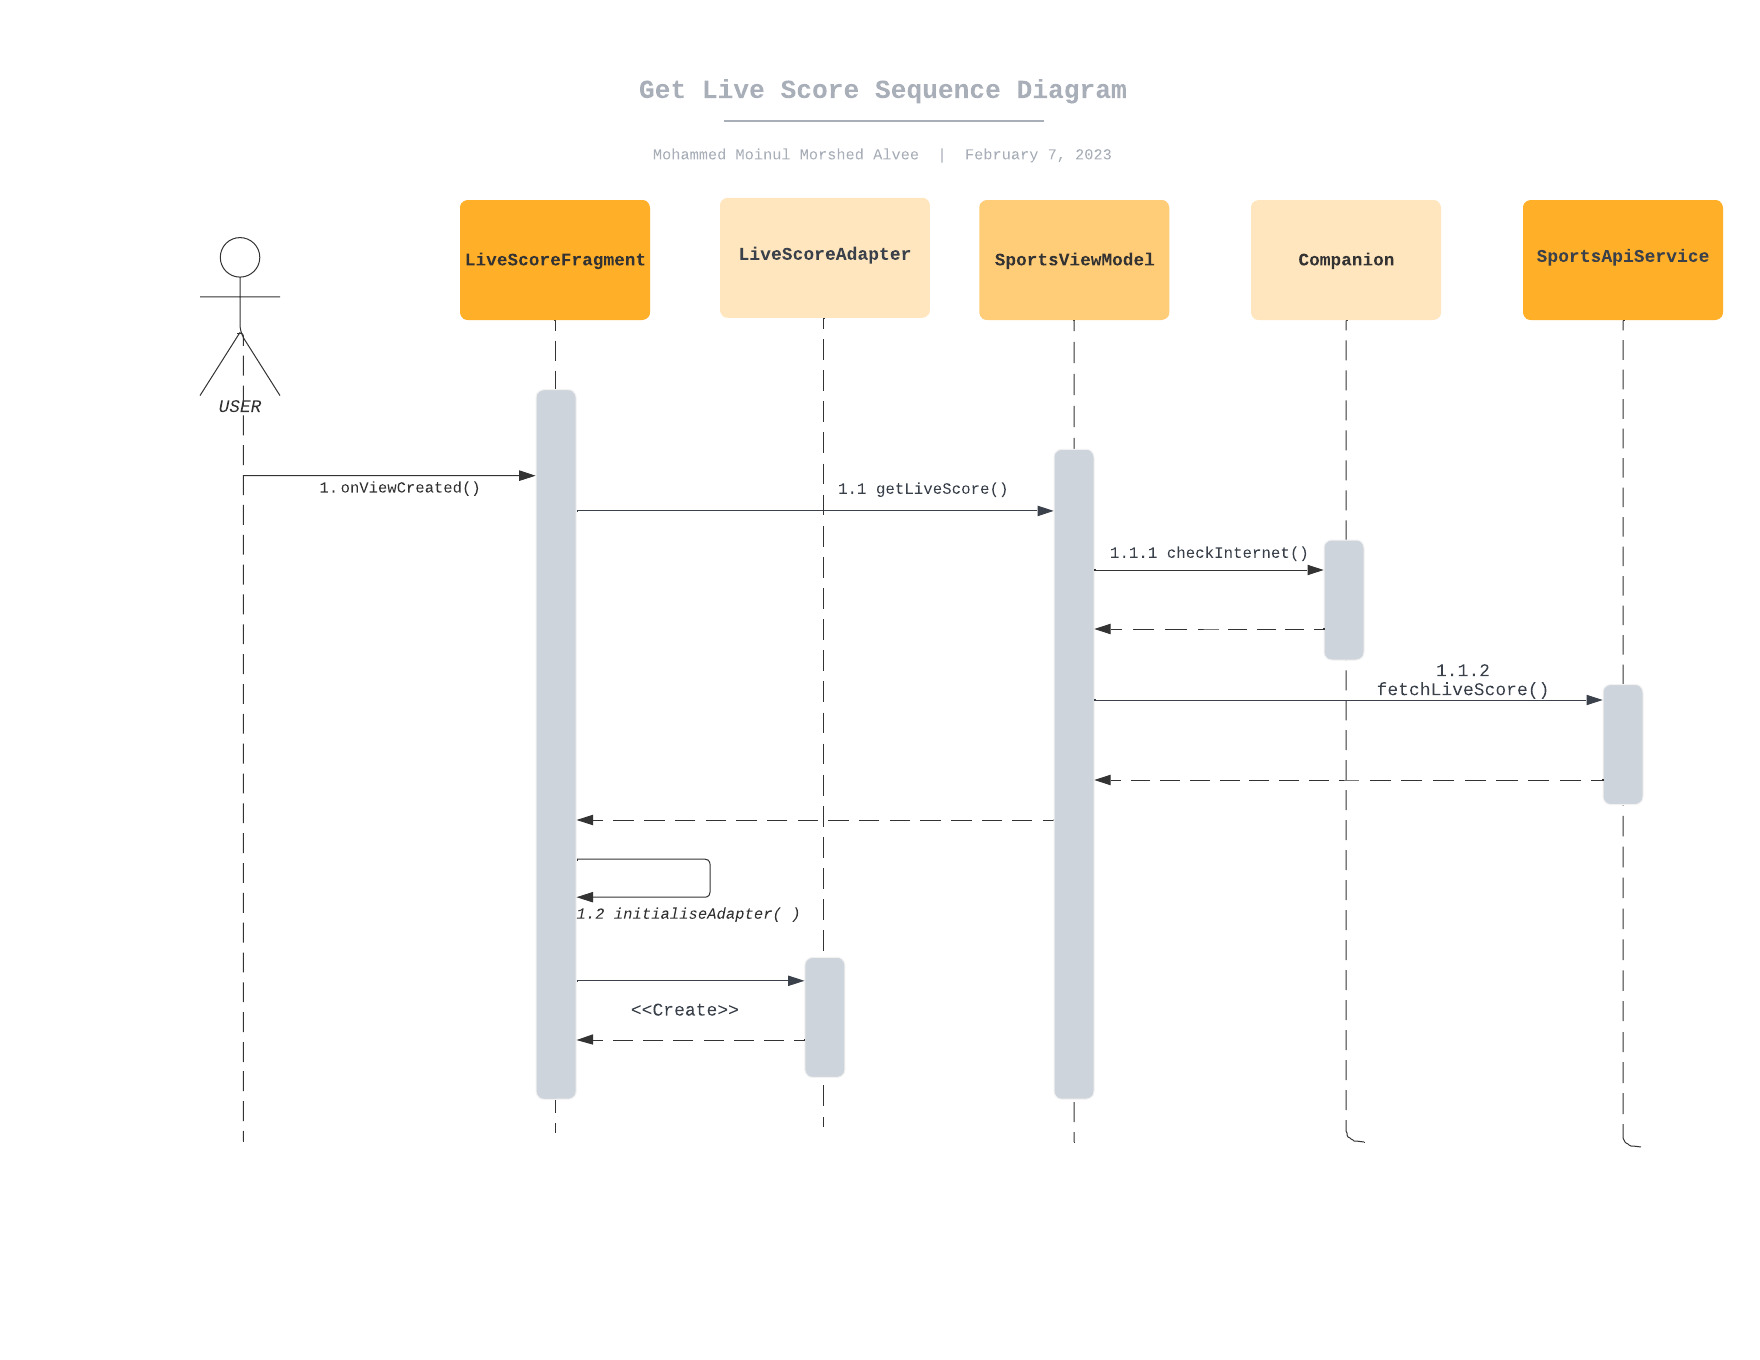 Get Live Score Sequence Diagram
Mohammed Moinul Morshed Alvee | February 7, 2023
LiveScoreFragment
LiveScoreAdapter
SportsViewModel
Companion
SportsApiService
USER
1.onViewCreated()
1.1 getLiveScore()
1.1.1 checkInternet()
1.1.2
fetchLiveScore()
1.2 initialiseAdapter( )
<<Create>>